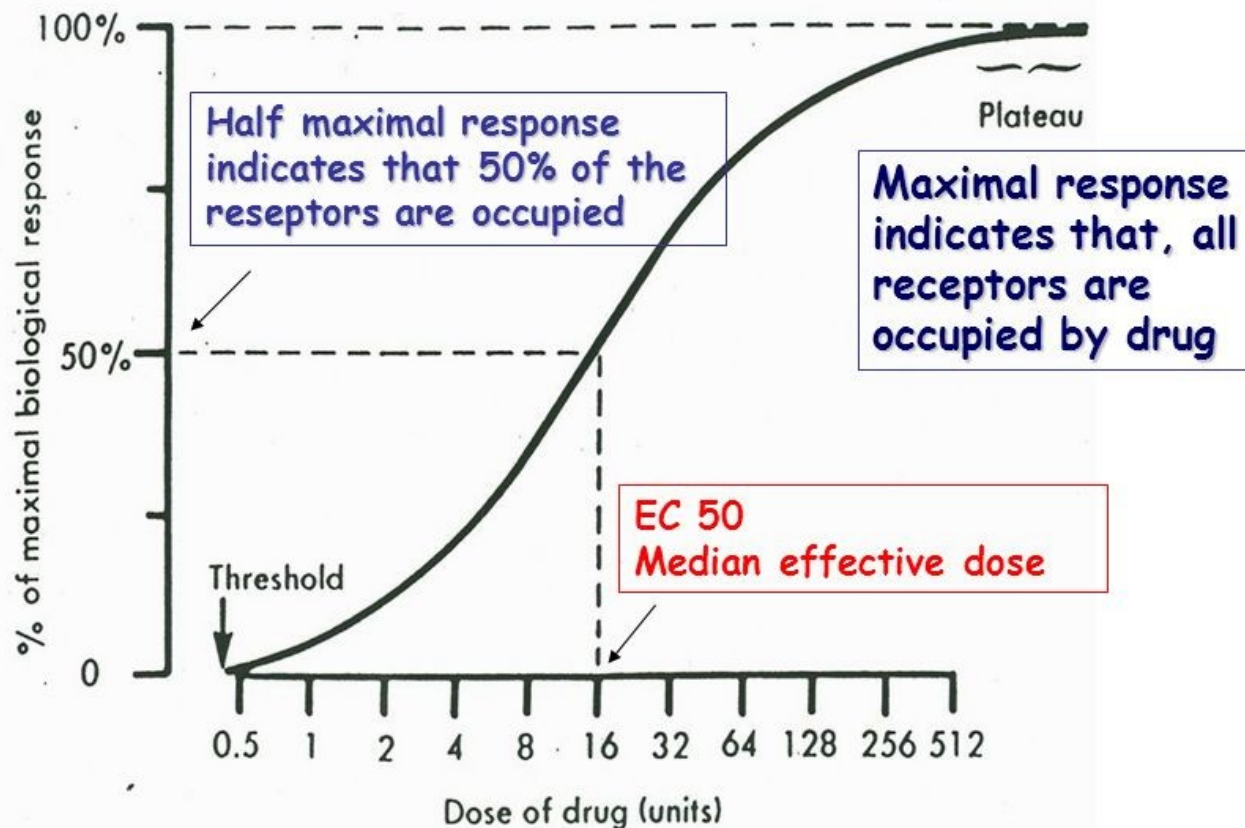 100%
Half maximal response
indicates that 50% of the
reseptors are occupied
Plateau
Maximal response
indicates that, all
receptors are
occupied by drug
% of maximal biological response
50%
EC 50
Median effective dose
Threshold
0
0.5 1 2 4 8 16 32 64 128 256 512
Dose of drug (units)